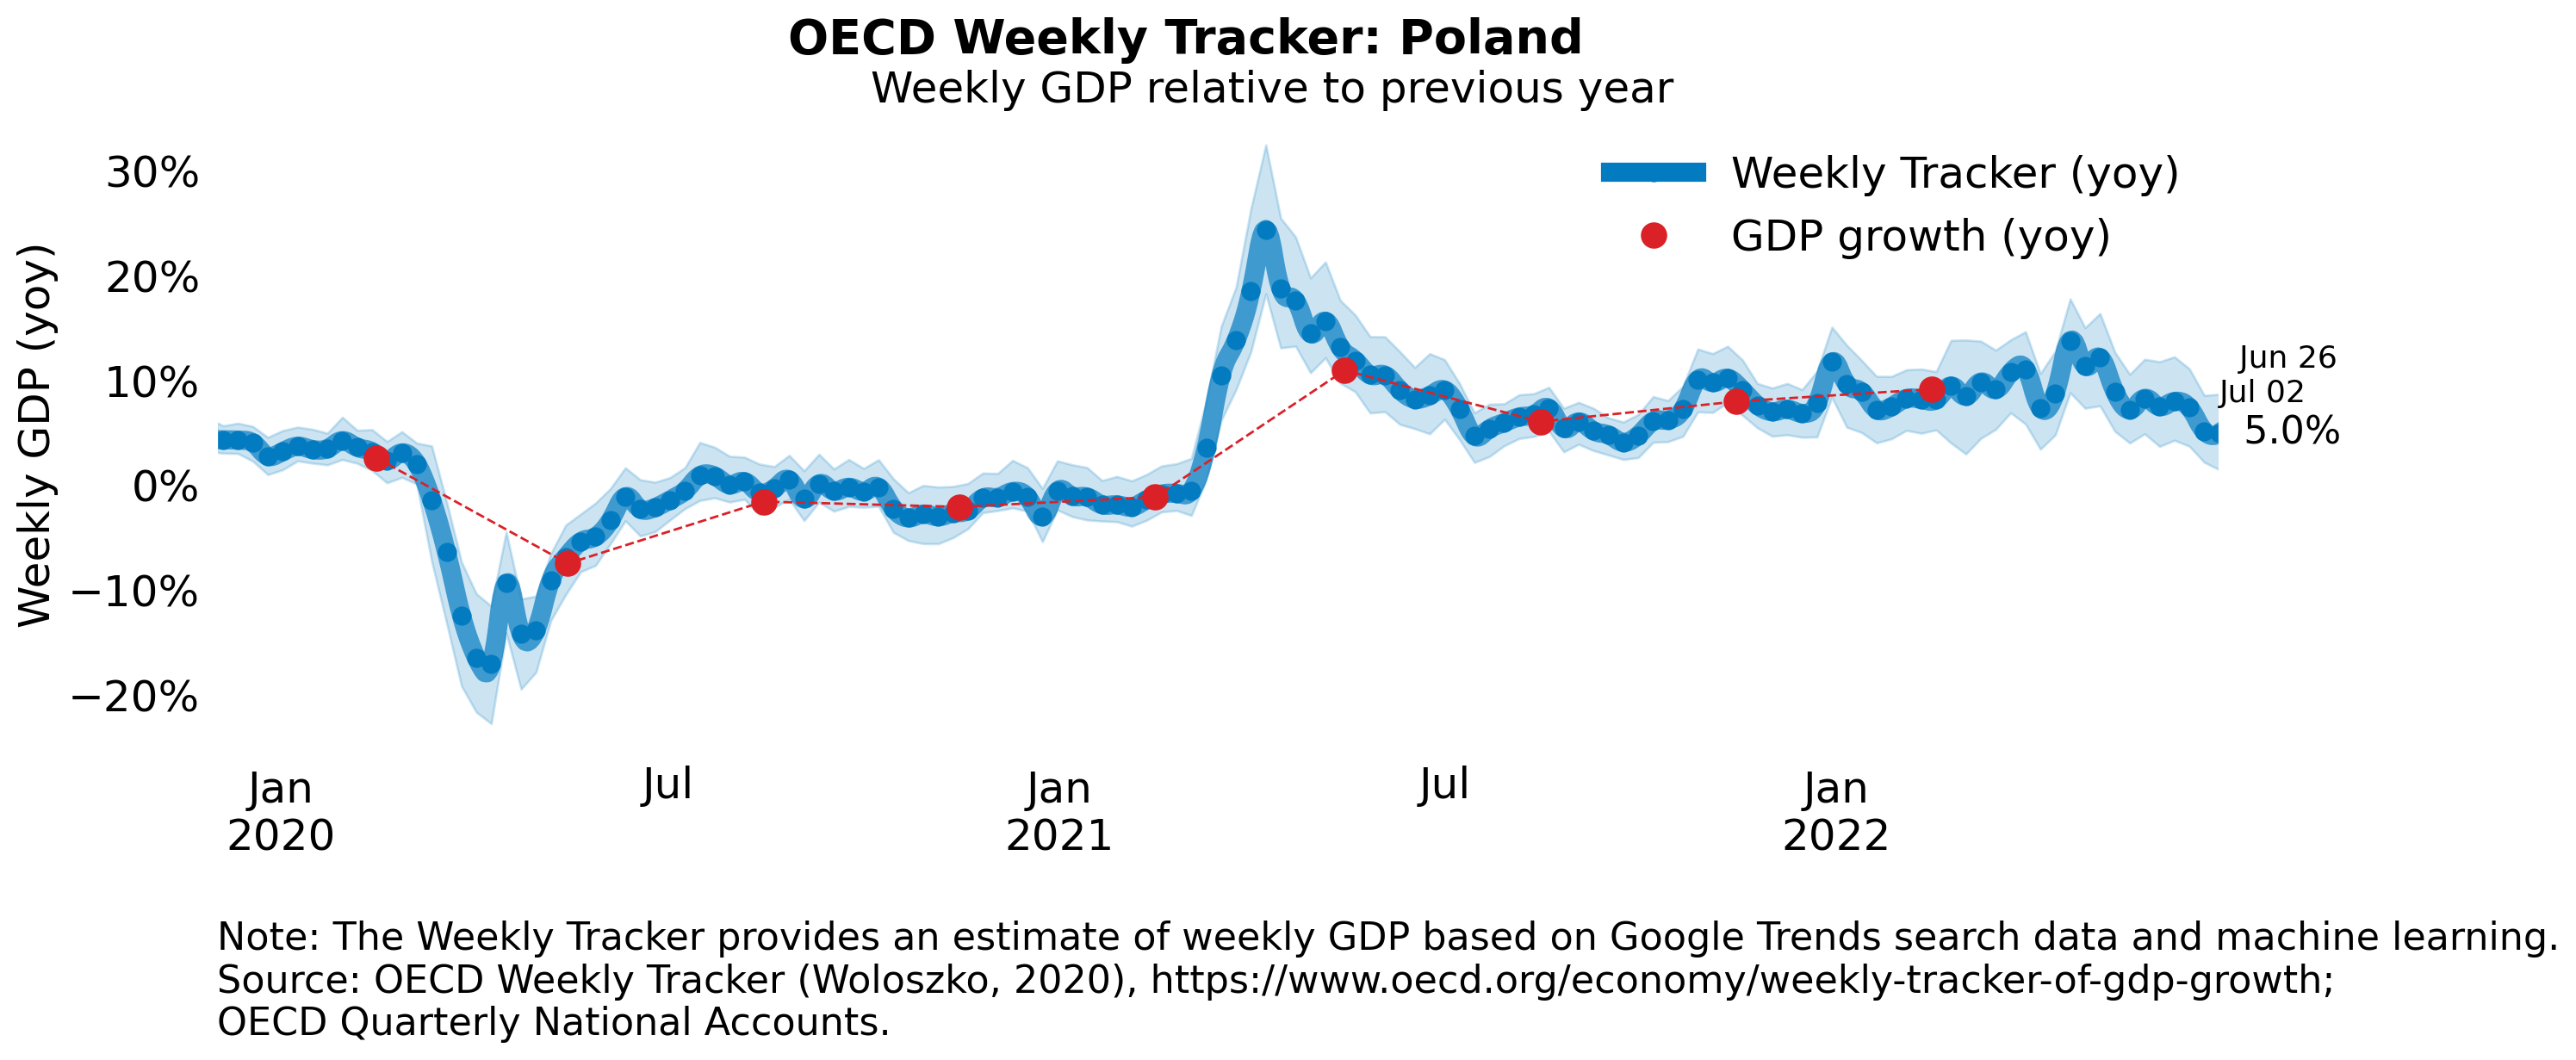 OECD Weekly Tracker: Poland
Weekly GDP relative to previous year
Weekly GDP (yoy)
30%
20%
10%
0%
−10%
−20%
Weekly Tracker (yoy)
GDP growth (yoy)
Jun 26
Jul 02
5.0%
Jan
2020
Jul
Jan
2021
Jul
Jan
2022
Note: The Weekly Tracker provides an estimate of weekly GDP based on Google Trends search data and machine learning.
Source: OECD Weekly Tracker (Woloszko, 2020), https://www.oecd.org/economy/weekly-tracker-of-gdp-growth;
OECD Quarterly National Accounts.